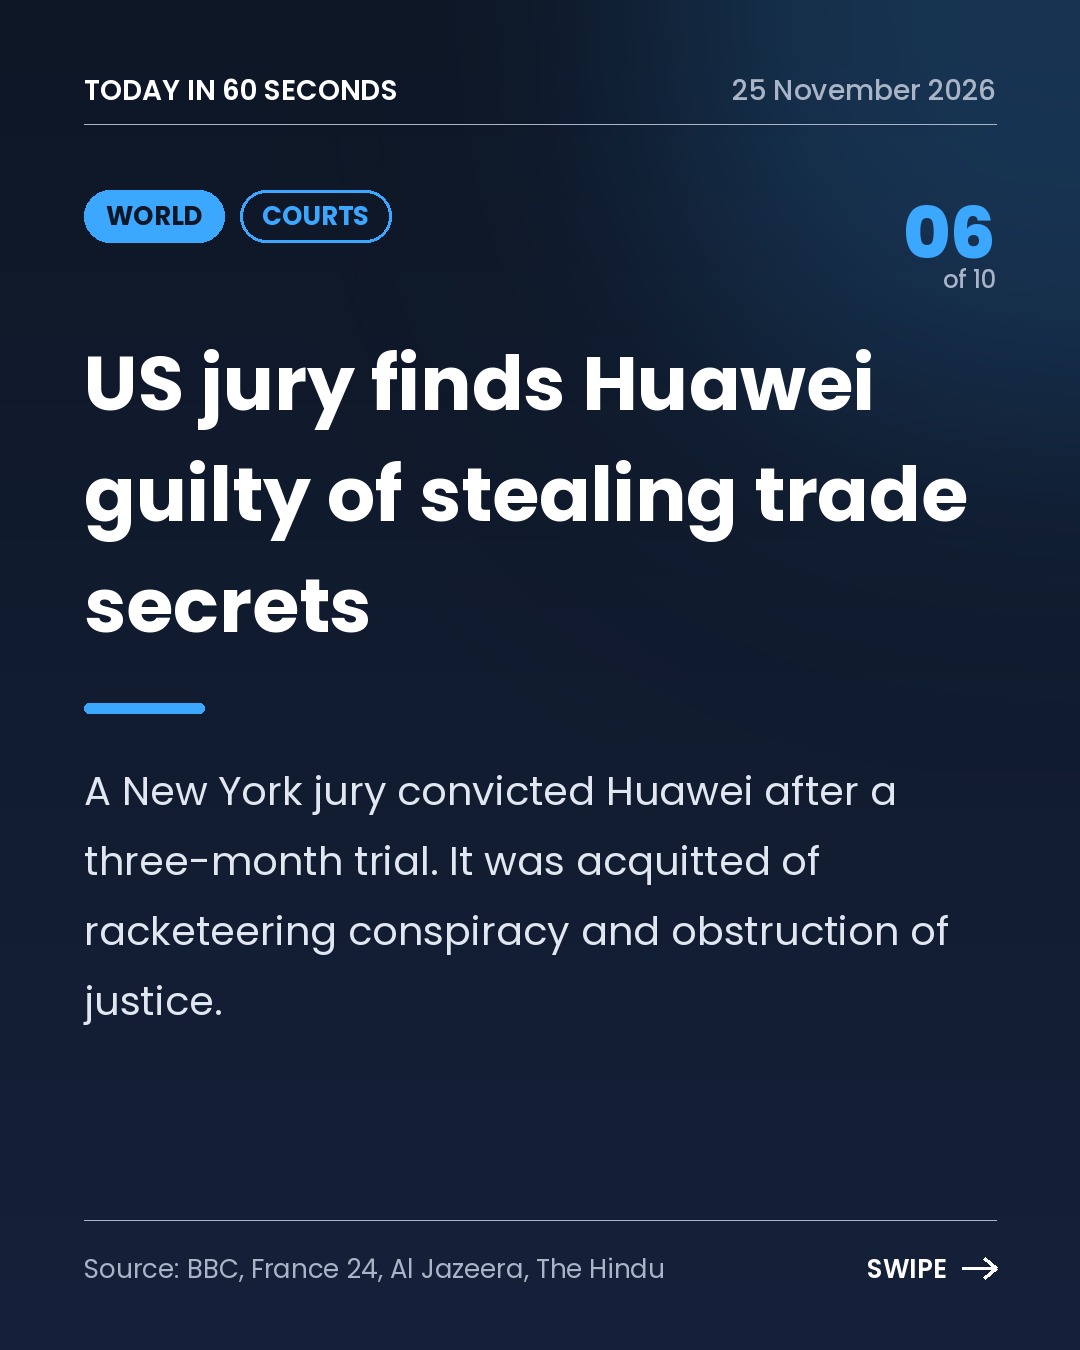 TODAY IN 60 SECONDS
25 November 2026
WORLD
COURTS
06
of 10
US jury finds Huawei
guilty of stealing trade
secrets
A New York jury convicted Huawei after a
three-month trial. It was acquitted of
racketeering conspiracy and obstruction of
justice.
Source: BBC, France 24, Al Jazeera, The Hindu
SWIPE